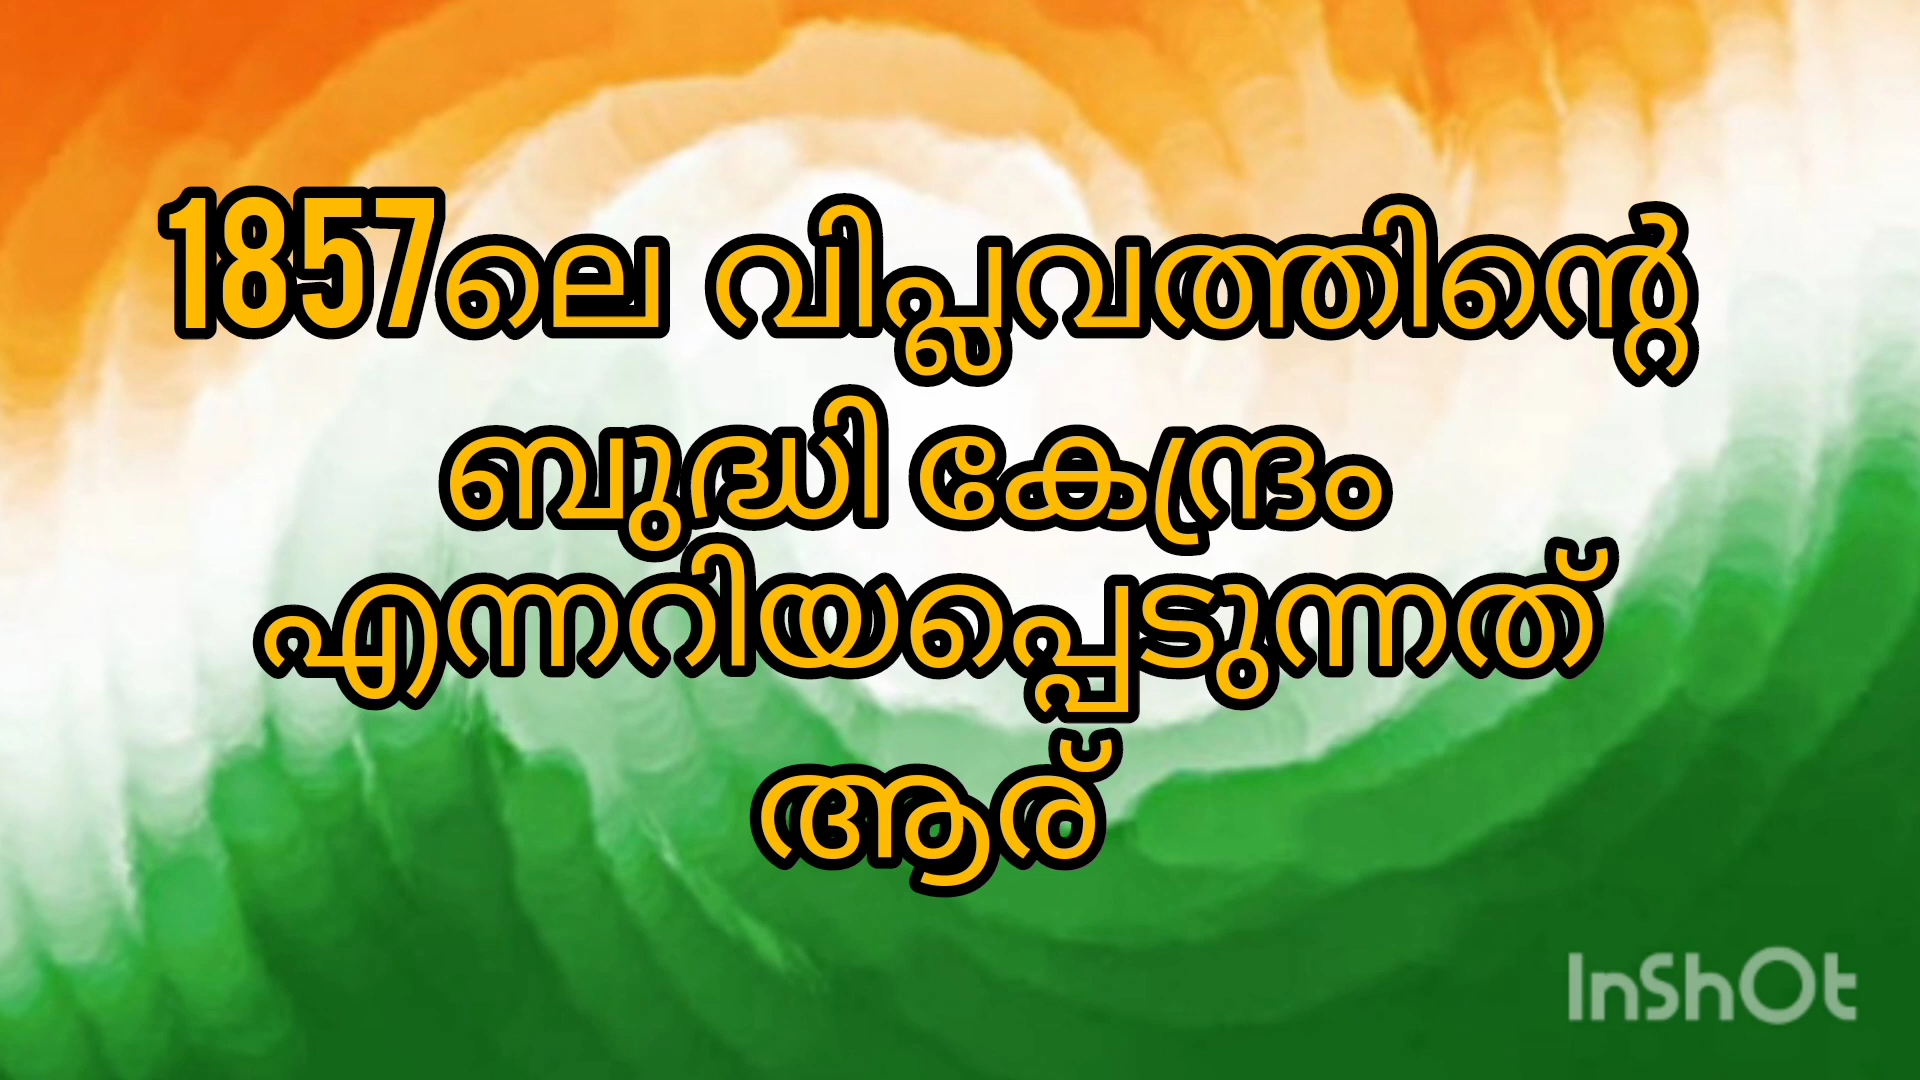 1857ലെ വിപ്ലവത്തിന്റെ
ബുദ്ധി കേന്ദ്രം
എന്നറിയപ്പെടുന്നത്
ആര്
InShOt